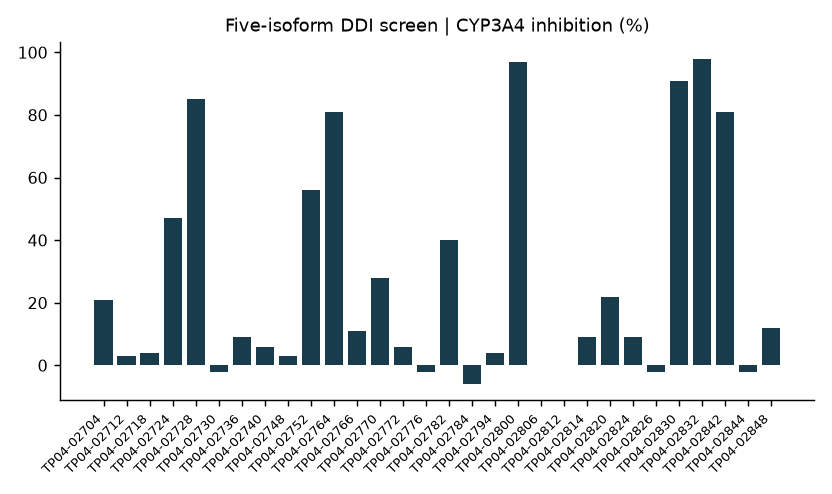 Five-isoform DDI screen | CYP3A4 inhibition (%)
100
80
60
40
20
0
TP04-02704
TP04-02712
TP04-02718
TP04-02724
TP04-02728
TP04-02730
TP04-02736
TP04-02740
TP04-02748
TP04-02752
TP04-02764
TP04-02766
TP04-02770
TP04-02772
TP04-02776
TP04-02782
TP04-02784
TP04-02794
TP04-02800
TP04-02806
TP04-02812
TP04-02814
TP04-02820
TP04-02824
TP04-02826
TP04-02830
TP04-02832
TP04-02842
TP04-02844
TP04-02848